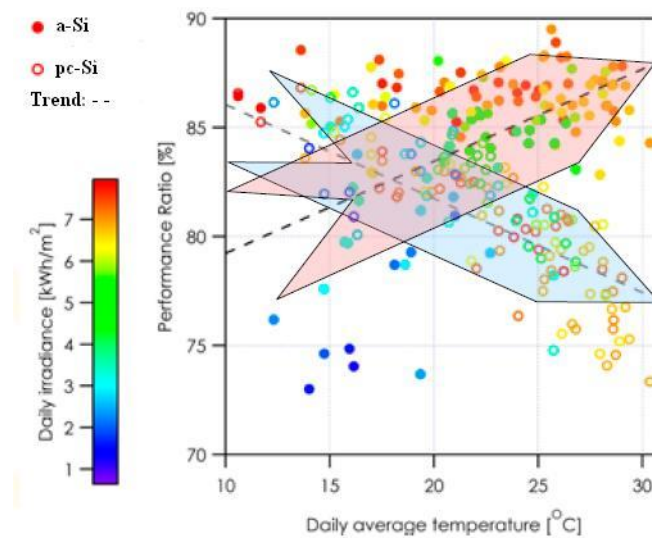 a-Si
pc-Si
Trend: - -
90
85
80
75
70
Performance Ratio [%]
7
6
5
4
3
2
1
Daily irradiance [kWh/m²]
10
15
20
25
30
Daily average temperature [°C]